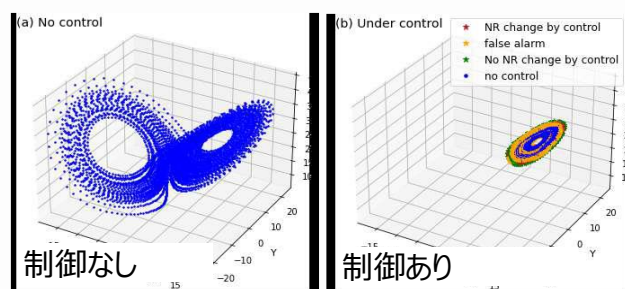 (a) No control
(b) Under control
NR change by control
false alarm
No NR change by control
no control
20
10
0
Y
-10
-20
15
制御なし
20
10
0
Y
-15
制御あり